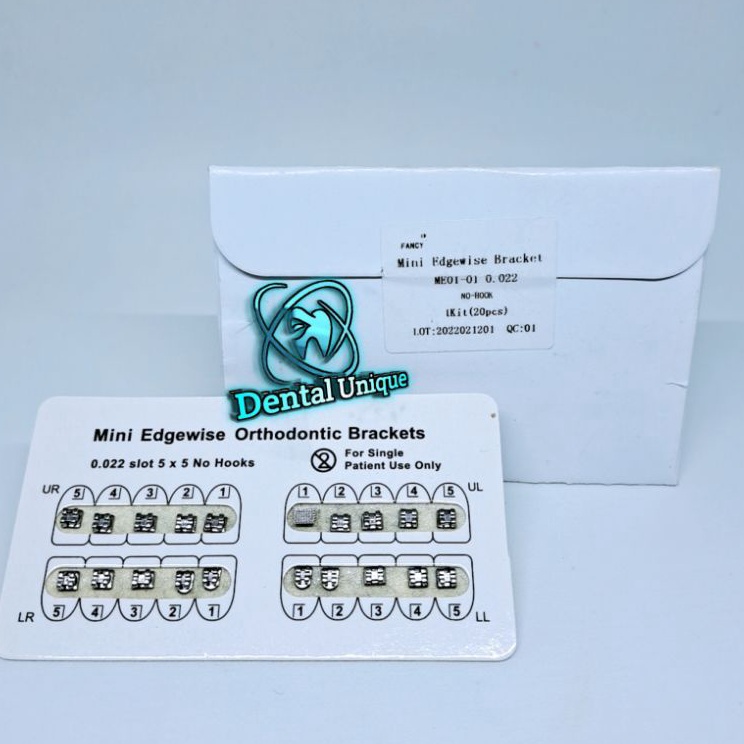 FANCY
Mini Edgewise Bracket
ME01-01 0.022
NO-HOOK
1Kit(20pcs)
LOT:2022021201 QC:01
Dental Unique
Mini Edgewise Orthodontic Brackets
0.022 slot 5 x 5 No Hooks
2
For Single
Patient Use Only
UR 5 4 3 2 1
1 2 3 4 5 UL
LR 5 4 3 2 1
1 2 3 4 5 LL